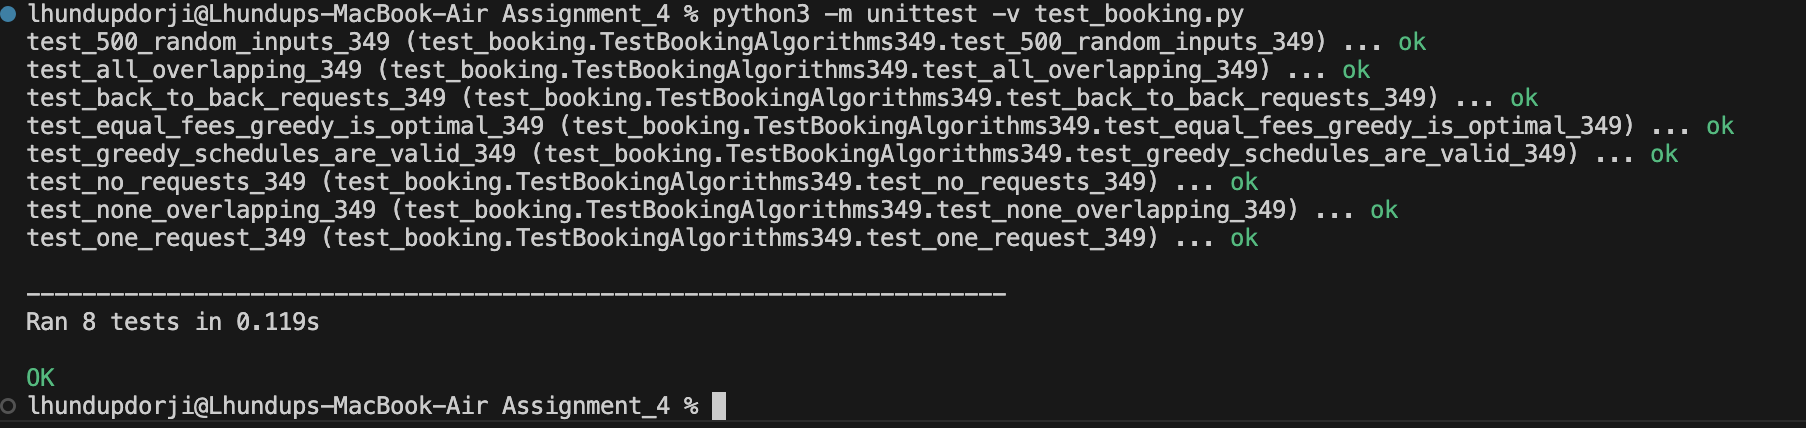 lhundupdorji@Lhundups-MacBook-Air Assignment_4 % python3 -m unittest -v test_booking.py
test_500_random_inputs_349 (test_booking.TestBookingAlgorithms349.test_500_random_inputs_349) ... ok
test_all_overlapping_349 (test_booking.TestBookingAlgorithms349.test_all_overlapping_349) ... ok
test_back_to_back_requests_349 (test_booking.TestBookingAlgorithms349.test_back_to_back_requests_349) ... ok
test_equal_fees_greedy_is_optimal_349 (test_booking.TestBookingAlgorithms349.test_equal_fees_greedy_is_optimal_349) ... ok
test_greedy_schedules_are_valid_349 (test_booking.TestBookingAlgorithms349.test_greedy_schedules_are_valid_349) ... ok
test_no_requests_349 (test_booking.TestBookingAlgorithms349.test_no_requests_349) ... ok
test_none_overlapping_349 (test_booking.TestBookingAlgorithms349.test_none_overlapping_349) ... ok
test_one_request_349 (test_booking.TestBookingAlgorithms349.test_one_request_349) ... ok
----------------------------------------------------------------------
Ran 8 tests in 0.119s
OK
lhundupdorji@Lhundups-MacBook-Air Assignment_4 %